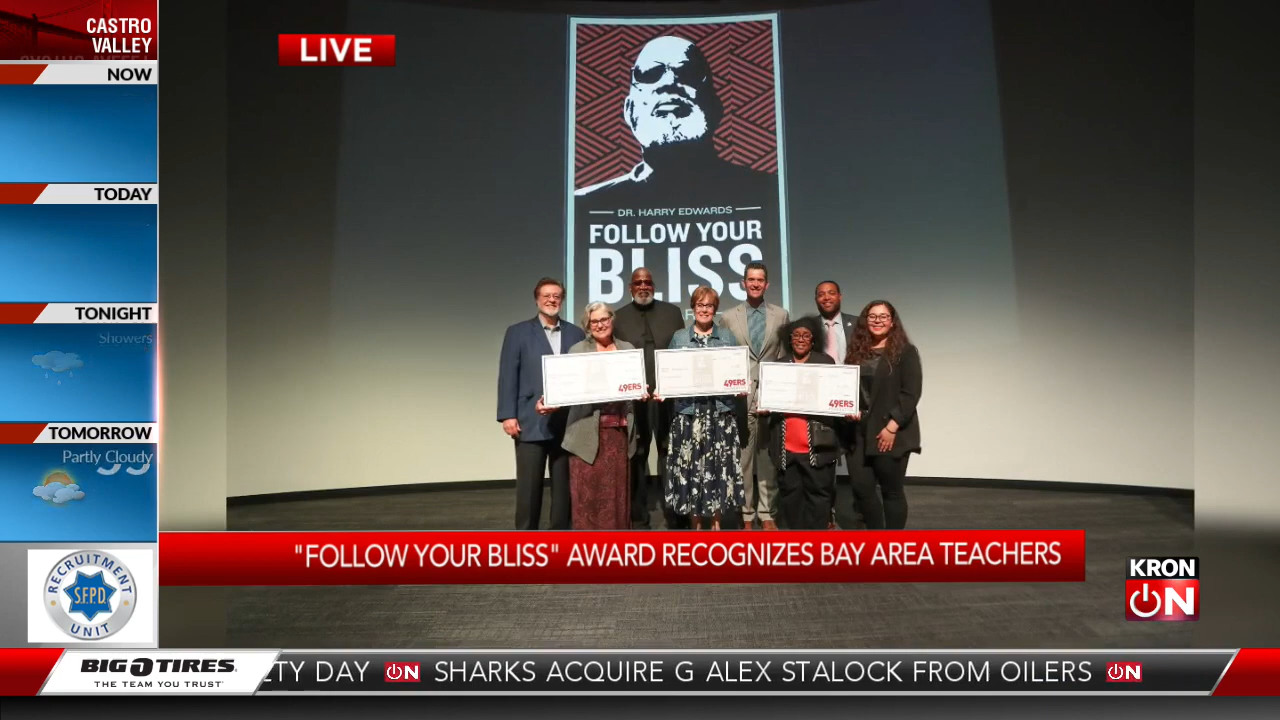 CASTRO
VALLEY
NOW
TODAY
TONIGHT
Showers
TOMORROW
Partly Cloudy
RECRUITMENT
S.F.P.D.
UNIT
LIVE
DR. HARRY EDWARDS
FOLLOW YOUR
BLISS
49ERS
49ERS
49ERS
"FOLLOW YOUR BLISS" AWARD RECOGNIZES BAY AREA TEACHERS
KRON
ON
BIG O TIRES
THE TEAM YOU TRUST
ETY DAY ON SHARKS ACQUIRE G ALEX STALOCK FROM OILERS ON